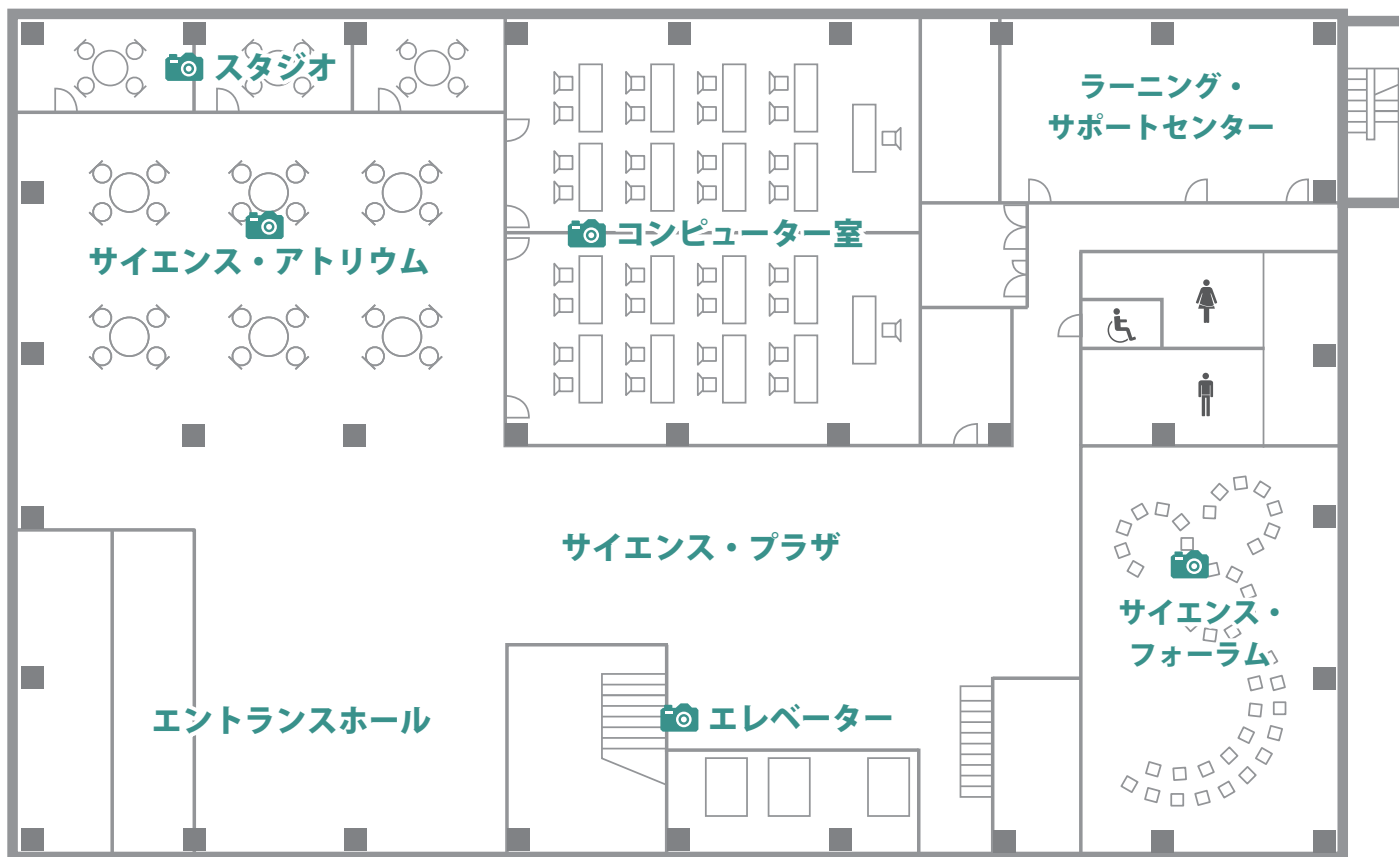 スタジオ
ラーニング・
サポートセンター
コンピューター室
サイエンス・アトリウム
サイエンス・プラザ
サイエンス・
フォーラム
エントランスホール
エレベーター